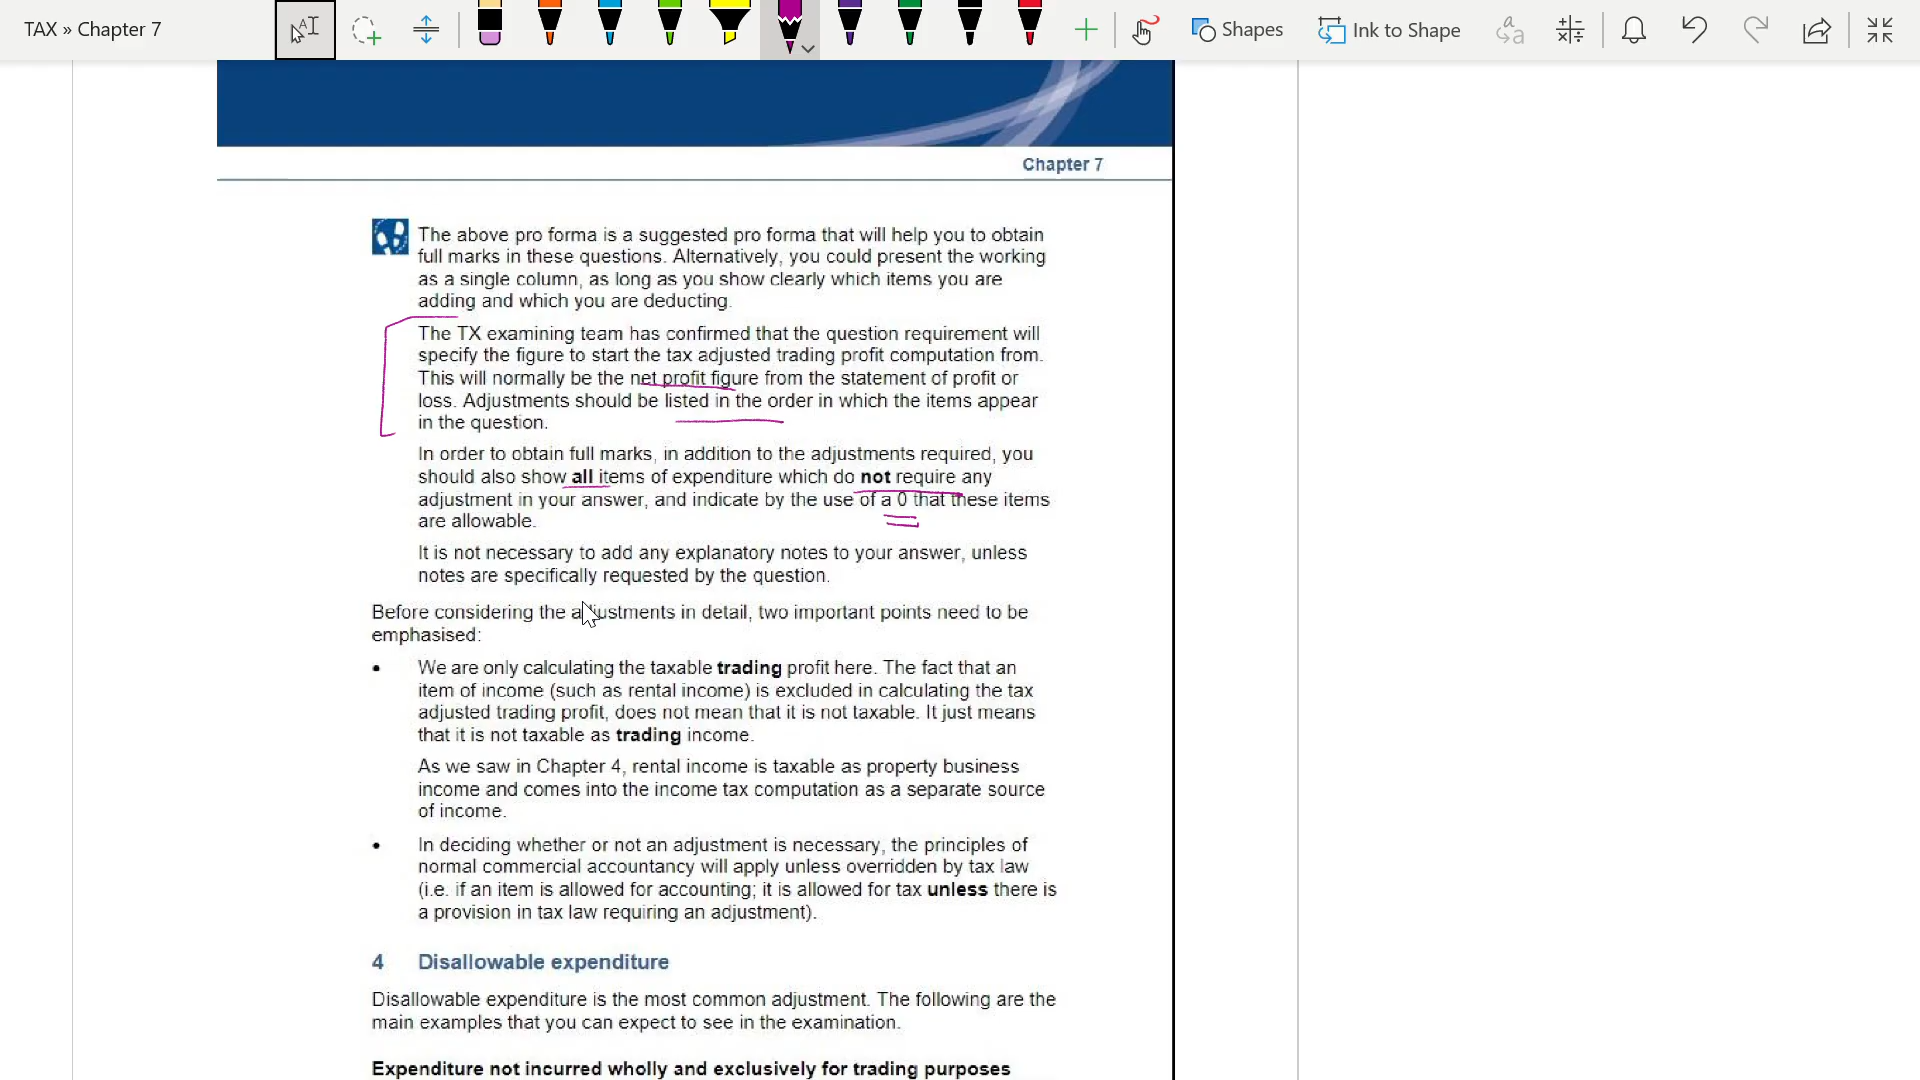 TAX » Chapter 7
Shapes
Ink to Shape
Chapter 7
The above pro forma is a suggested pro forma that will help you to obtain
full marks in these questions. Alternatively, you could present the working
as a single column, as long as you show clearly which items you are
adding and which you are deducting.
The TX examining team has confirmed that the question requirement will
specify the figure to start the tax adjusted trading profit computation from.
This will normally be the net profit figure from the statement of profit or
loss. Adjustments should be listed in the order in which the items appear
in the question.
In order to obtain full marks, in addition to the adjustments required, you
should also show all items of expenditure which do not require any
adjustment in your answer, and indicate by the use of a 0 that these items
are allowable.
It is not necessary to add any explanatory notes to your answer, unless
notes are specifically requested by the question.
Before considering the adjustments in detail, two important points need to be
emphasised:
• We are only calculating the taxable trading profit here. The fact that an
item of income (such as rental income) is excluded in calculating the tax
adjusted trading profit, does not mean that it is not taxable. It just means
that it is not taxable as trading income.
As we saw in Chapter 4, rental income is taxable as property business
income and comes into the income tax computation as a separate source
of income.
• In deciding whether or not an adjustment is necessary, the principles of
normal commercial accountancy will apply unless overridden by tax law
(i.e. if an item is allowed for accounting; it is allowed for tax unless there is
a provision in tax law requiring an adjustment).
4 Disallowable expenditure
Disallowable expenditure is the most common adjustment. The following are the
main examples that you can expect to see in the examination.
Expenditure not incurred wholly and exclusively for trading purposes